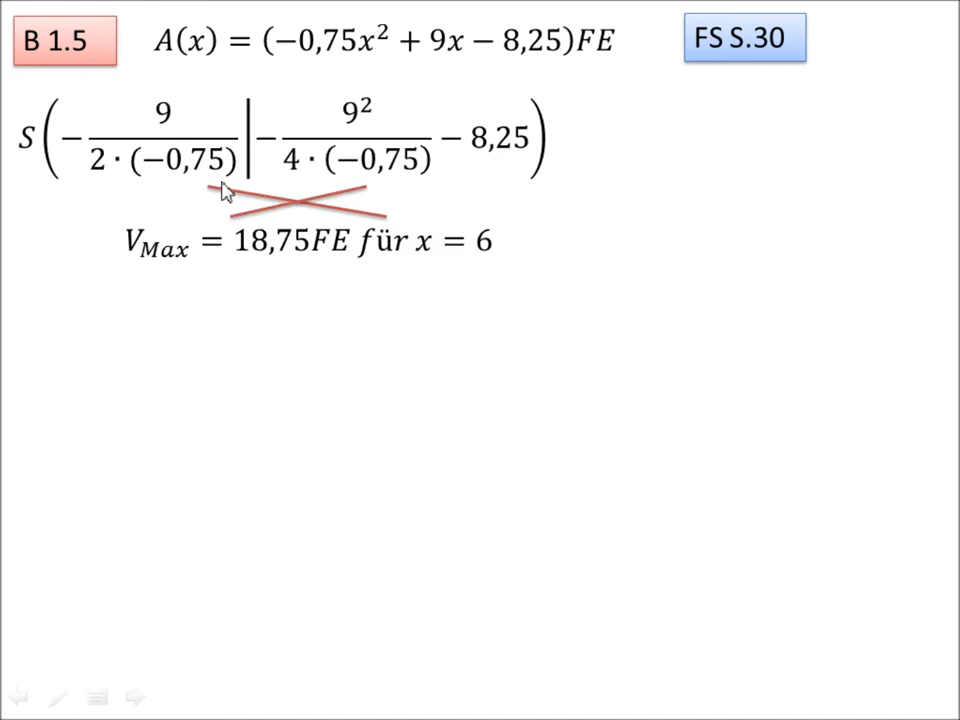 B 1.5
A(x) = (−0,75x² + 9x − 8,25)FE
FS S.30
S(−9/(2 · (−0,75)) | −9²/(4 · (−0,75)) − 8,25)
V_Max = 18,75FE für x = 6